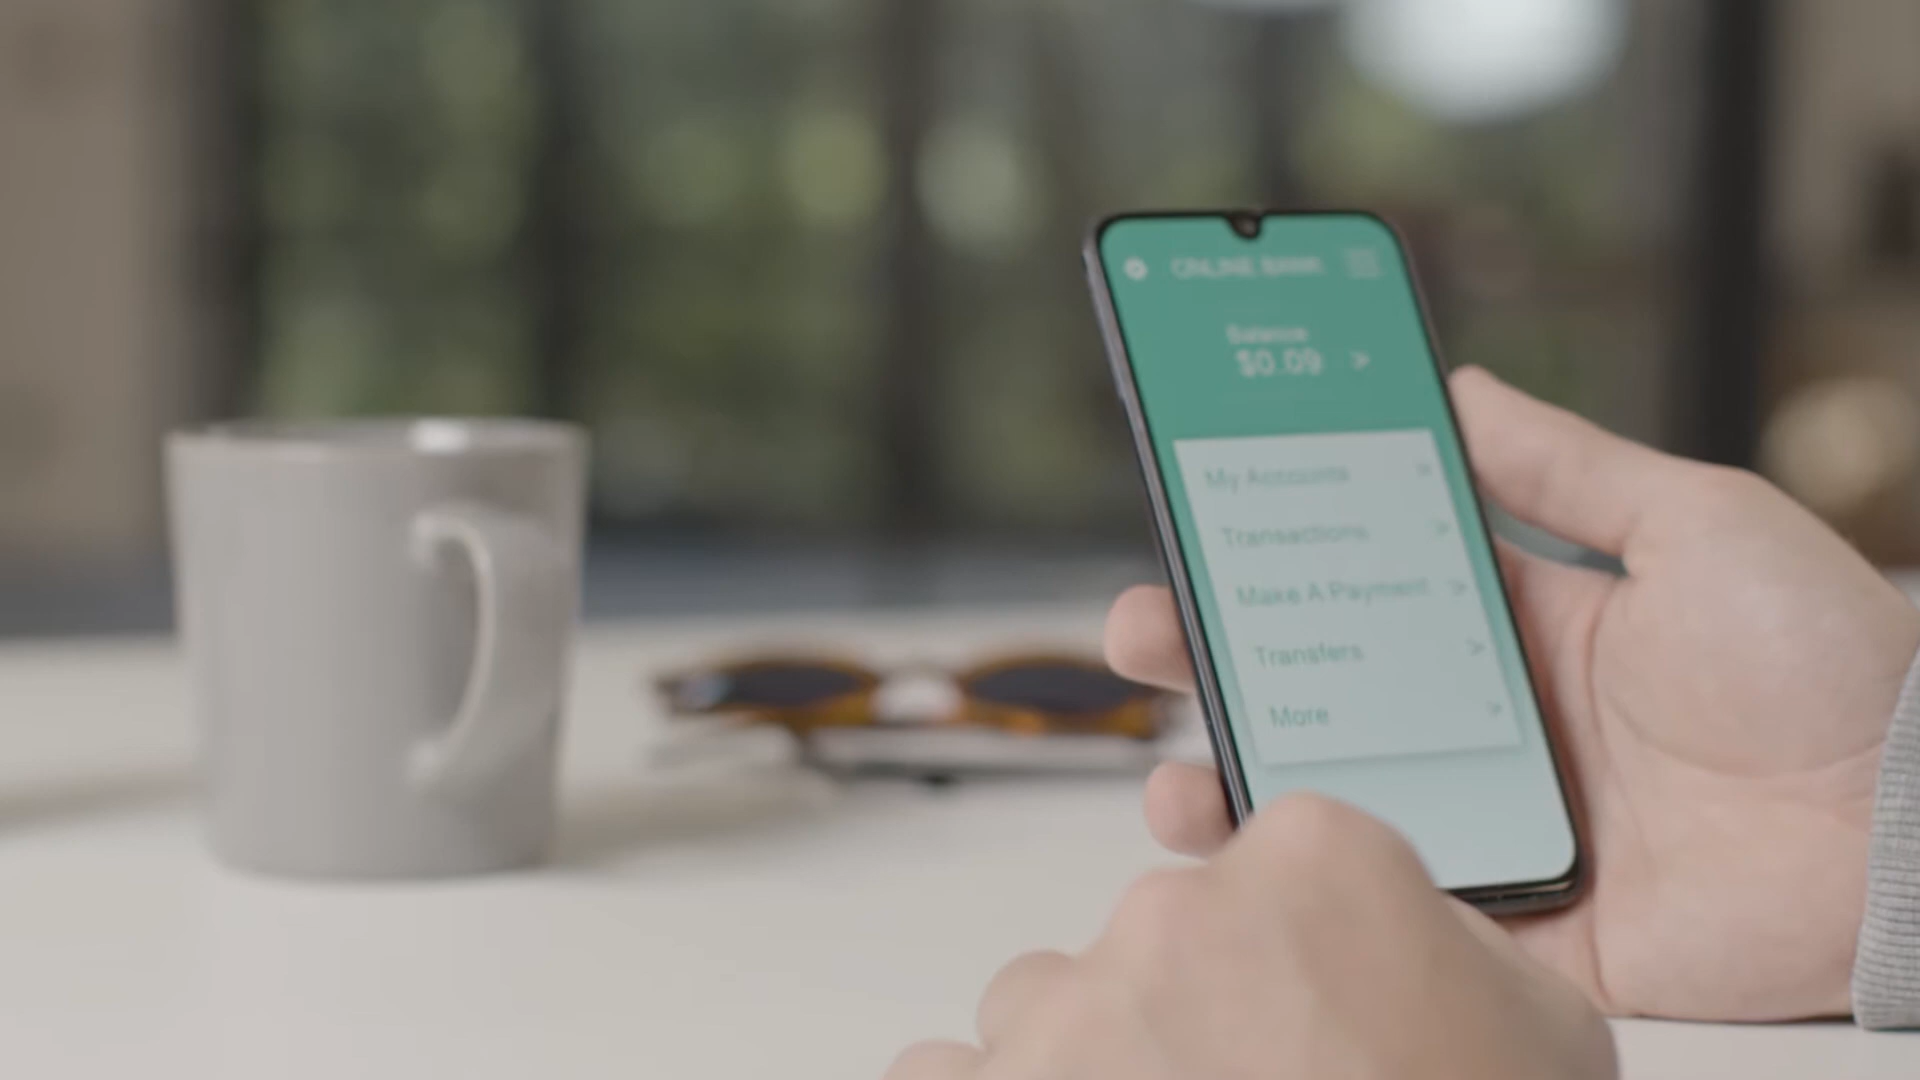 ONLINE BANK
Balance
$0.09 >
My Accounts >
Transactions >
Make A Payment >
Transfers >
More >